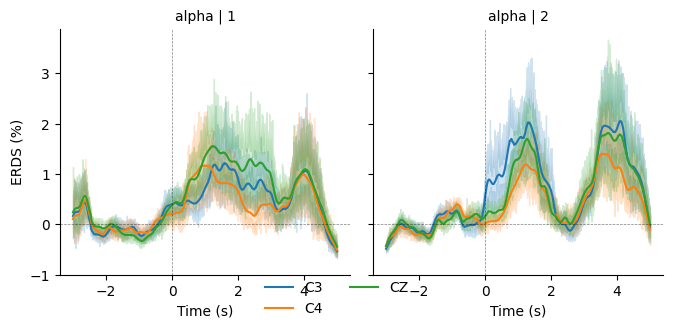 alpha | 1
alpha | 2
ERDS (%)
3
2
1
0
−1
−2
0
2
4
−2
0
2
4
Time (s)
Time (s)
C3
CZ
C4